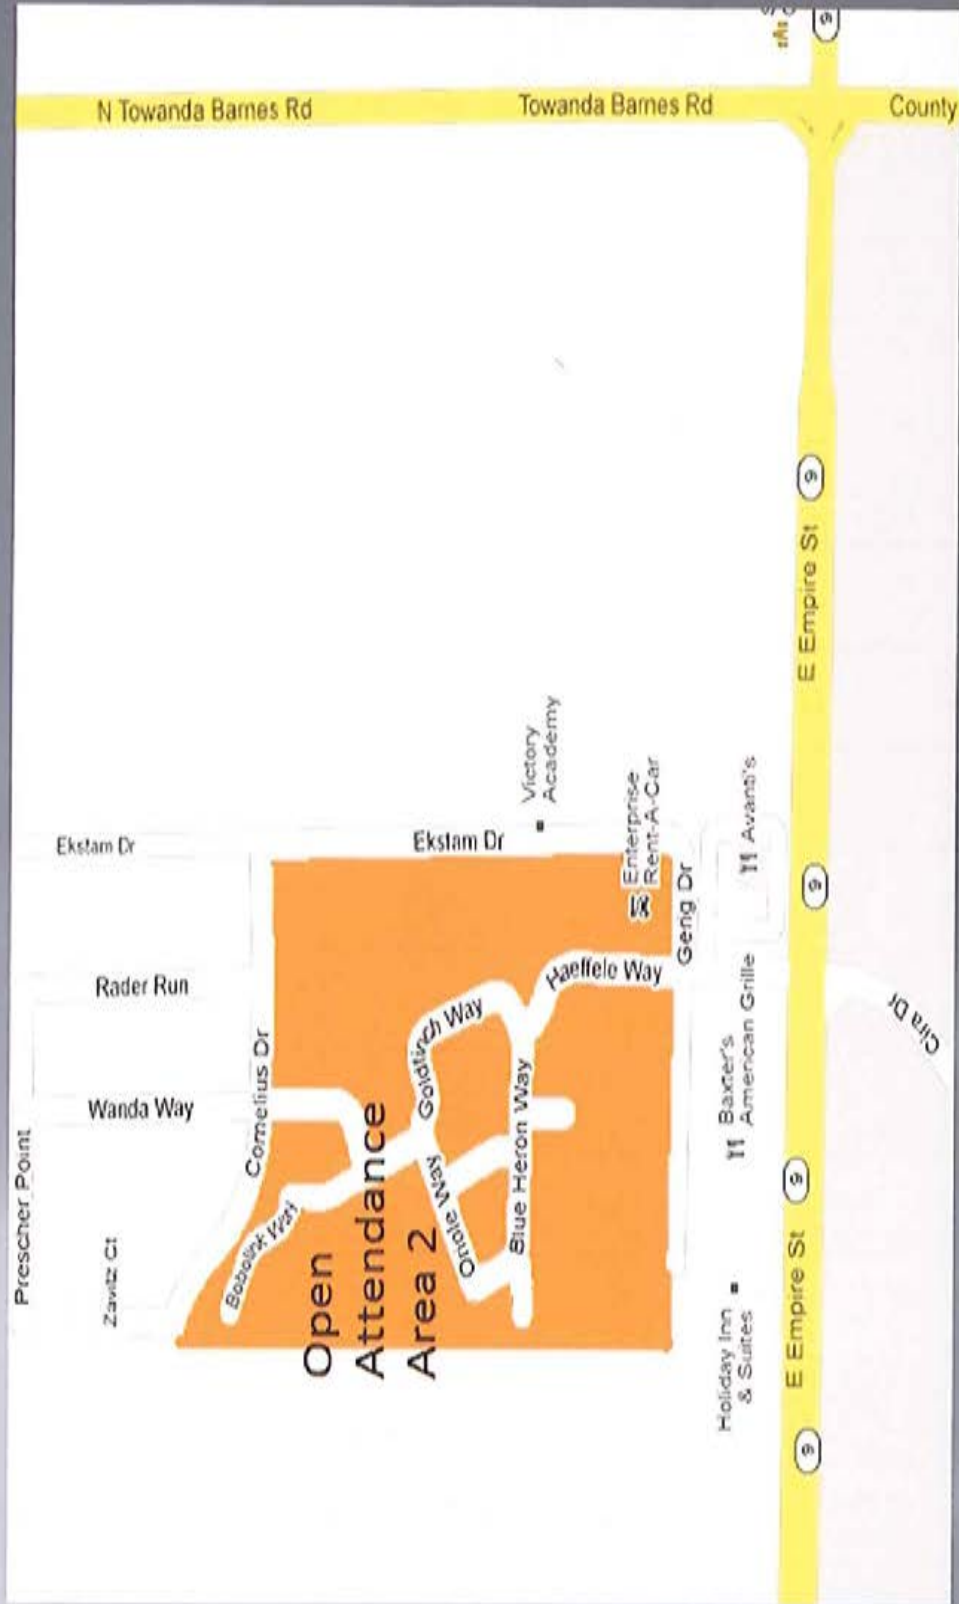 N Towanda Barnes Rd
Towanda Barnes Rd
County
9
Prescher Point
Ekstam Dr
Rader Run
Wanda Way
Zavitz Ct
Cornelius Dr
Bobolink Way
Open
Attendance
Area 2
Goldfinch Way
Oriole Way
Blue Heron Way
Haeffele Way
Ekstam Dr
Victory
Academy
Enterprise
Rent-A-Car
Gerig Dr
Avanti's
Baxter's
American Grille
Holiday Inn
& Suites
E Empire St
9
9
9
E Empire St
9
Cira Dr